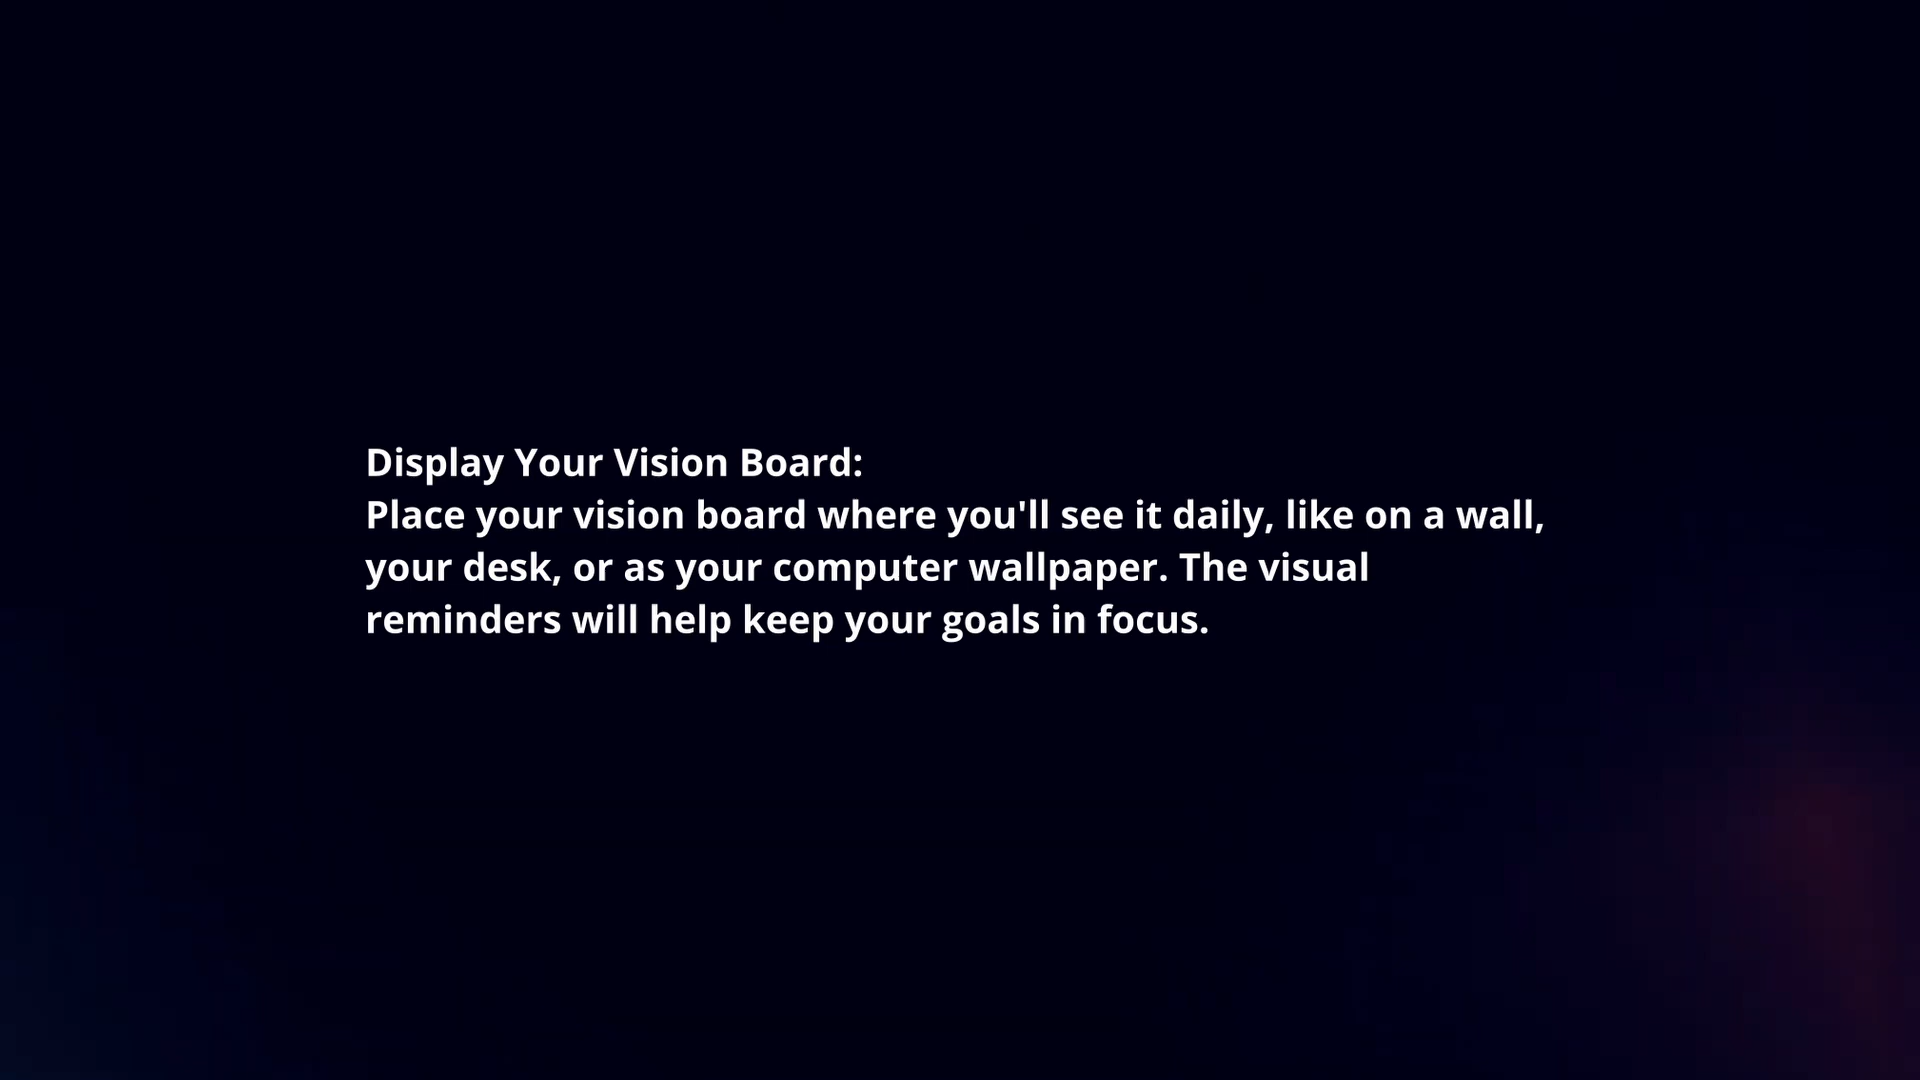 Display Your Vision Board:
Place your vision board where you'll see it daily, like on a wall,
your desk, or as your computer wallpaper. The visual
reminders will help keep your goals in focus.